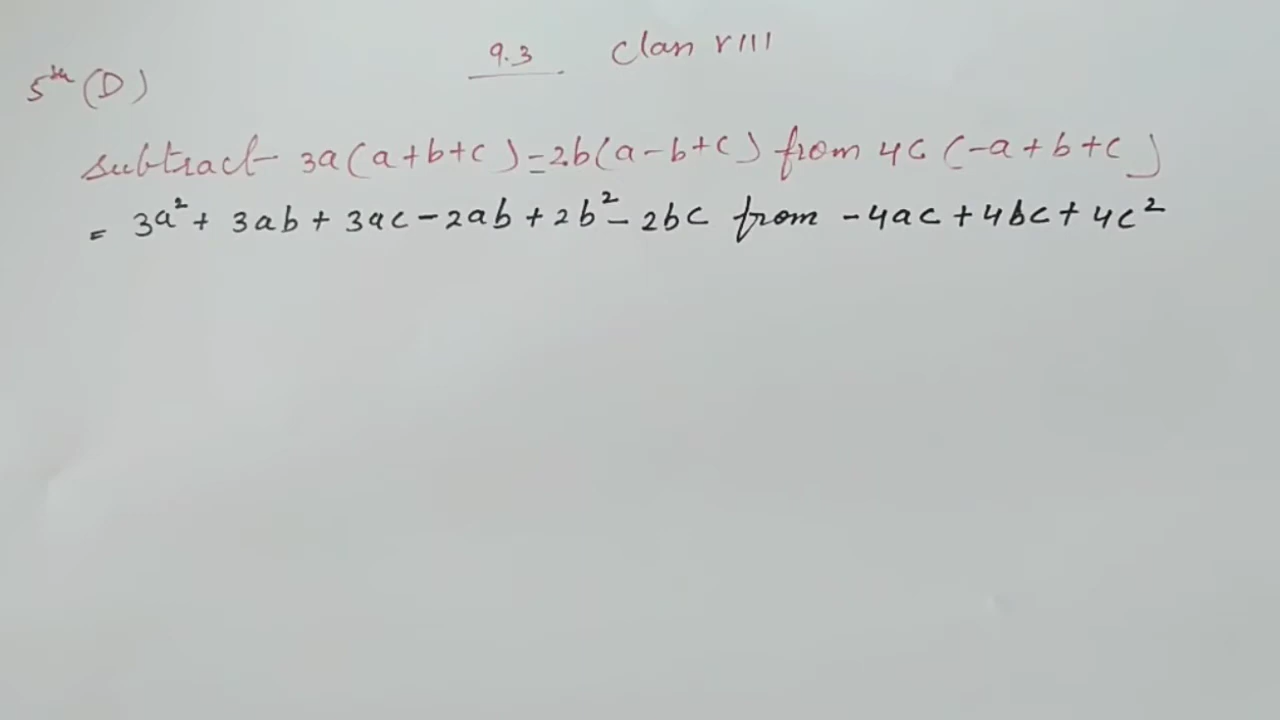 9.3 Class VIII
5th (D)
Subtract 3a(a+b+c)-2b(a-b+c) from 4c(-a+b+c)
= 3a² + 3ab + 3ac - 2ab + 2b² - 2bc from -4ac + 4bc + 4c²